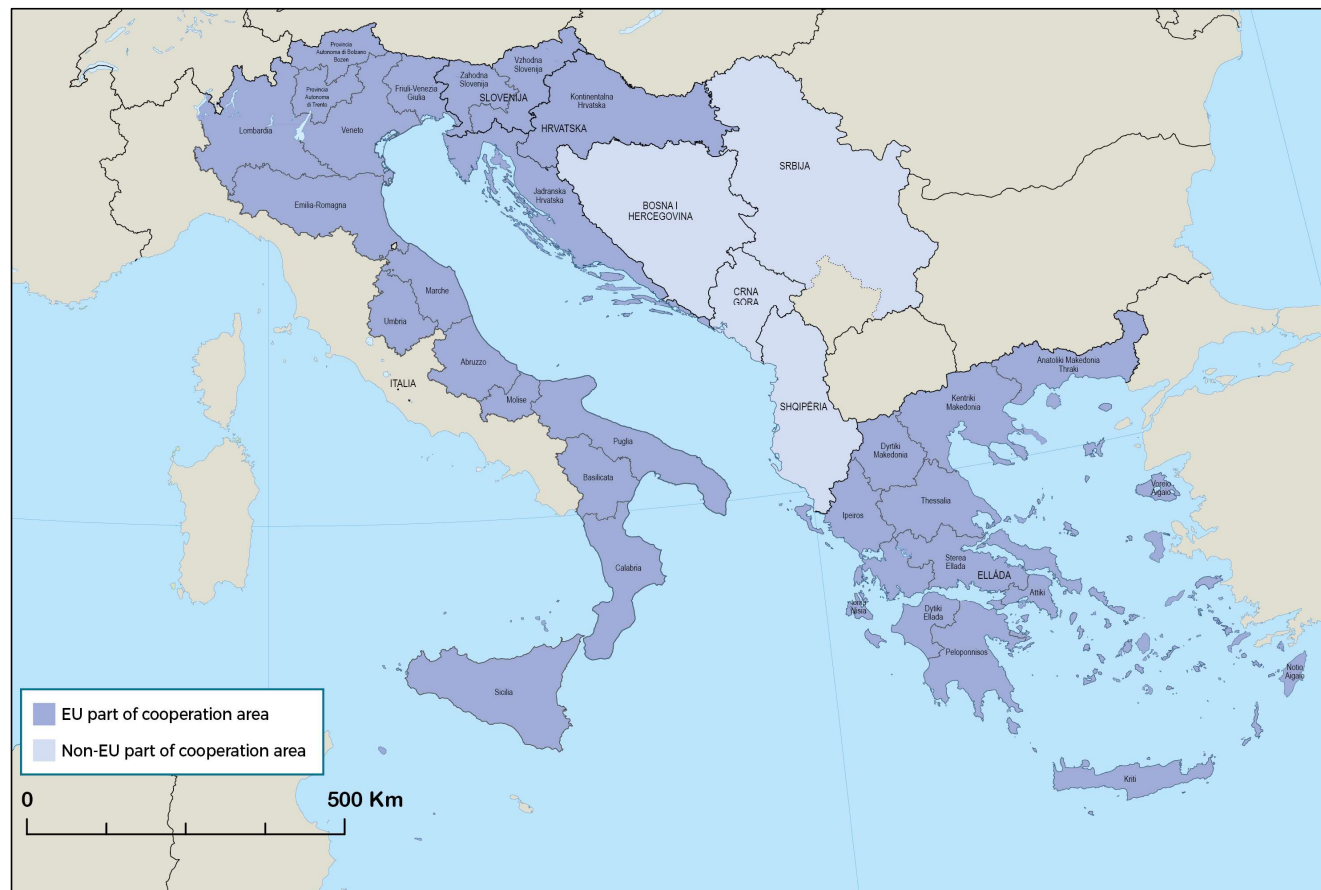 Provincia
Autonoma di Bolzano
Bozen
Provincia
Autonoma
di Trento
Friuli-Venezia
Giulia
Zahodna
Slovenija
Vzhodna
Slovenija
SLOVENIJA
Kontinentalna
Hrvatska
HRVATSKA
Lombardia
Veneto
Emilia-Romagna
Jadranska
Hrvatska
SRBIJA
BOSNA I
HERCEGOVINA
CRNA
GORA
Marche
Umbria
Abruzzo
ITALIA
Molise
Puglia
Basilicata
Calabria
Sicilia
SHQIPËRIA
Anatoliki Makedonia
Thraki
Kentriki
Makedonia
Dyrtiki
Makedonia
Voreio
Aigaio
Thessalia
Ipeiros
Sterea
Ellada
ELLÁDA
Attiki
Nisia
Dytiki
Ellada
Peloponnisos
Notio
Aigaio
Kriti
EU part of cooperation area
Non-EU part of cooperation area
0
500 Km